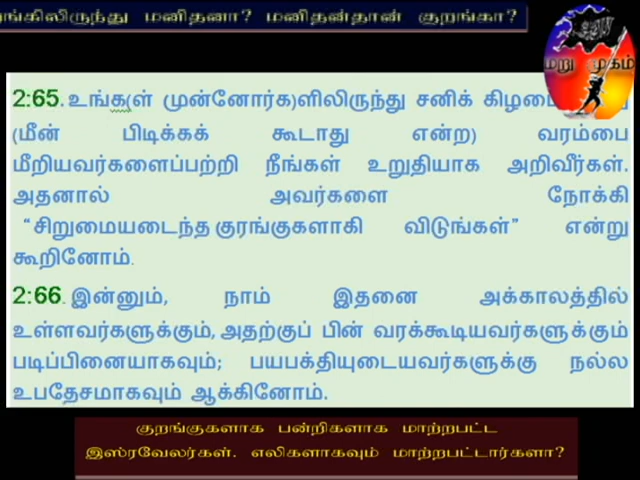 மனிதனா? மனிதன்தான் குறங்கா?
மறு முகம்
2:65. உங்க(ள் முன்னோர்க)ளிலிருந்து சனிக்
(மீன் பிடிக்கக் கூடாது என்ற) வரம்பை
மீறியவர்களைப்பற்றி நீங்கள் உறுதியாக அறிவீர்கள்.
அதனால் அவர்களை நோக்கி
“சிறுமையடைந்த குரங்குகளாகி விடுங்கள்” என்று
கூறினோம்.
2:66. இன்னும், நாம் இதனை அக்காலத்தில்
உள்ளவர்களுக்கும், அதற்குப் பின் வரக்கூடியவர்களுக்கும்
படிப்பினையாகவும்; பயபக்தியுடையவர்களுக்கு நல்ல
உபதேசமாகவும் ஆக்கினோம்.
குறங்குகளாக பன்றிகளாக மாற்றபட்ட
இஸ்ரவேலர்கள். எலிகளாகவும் மாற்றபட்டார்களா?